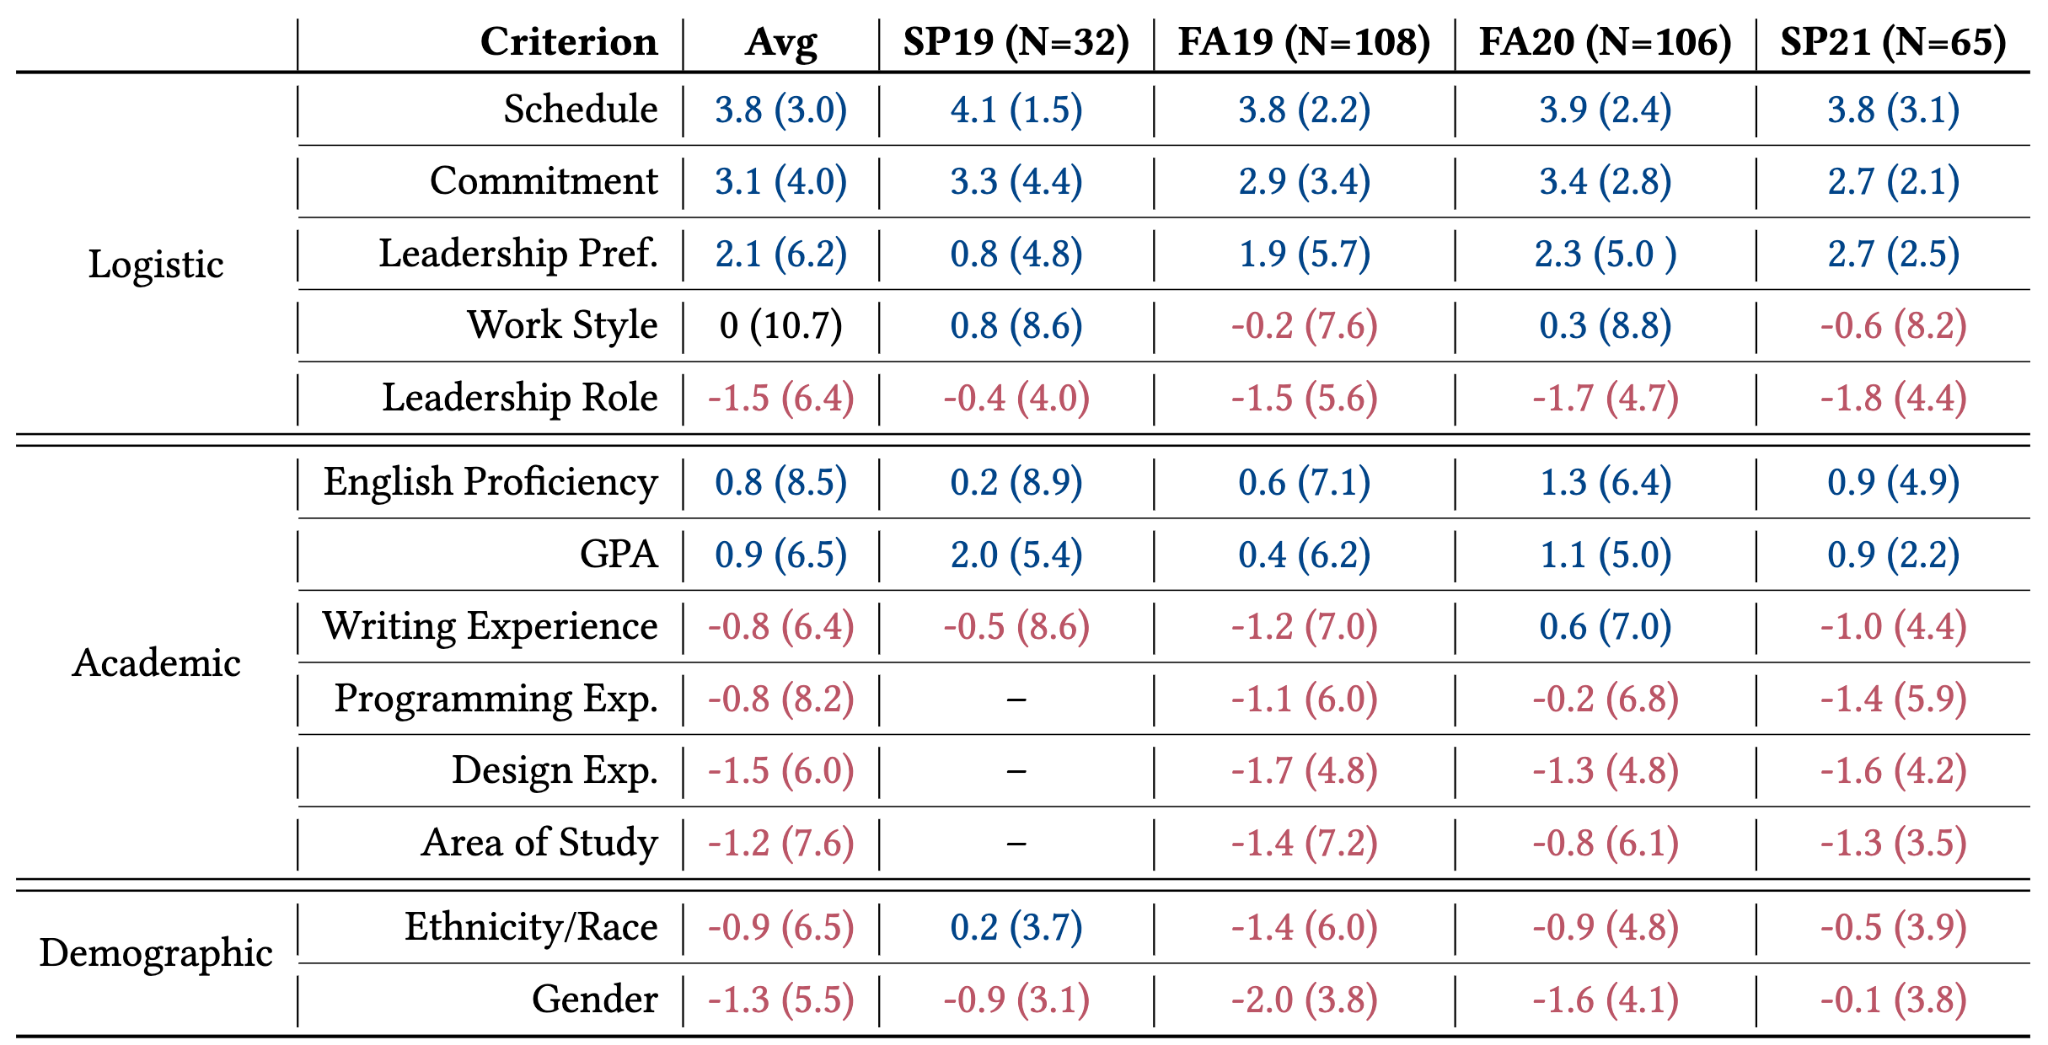 Criterion Avg SP19 (N=32) FA19 (N=108) FA20 (N=106) SP21 (N=65)
Logistic
Schedule 3.8 (3.0) 4.1 (1.5) 3.8 (2.2) 3.9 (2.4) 3.8 (3.1)
Commitment 3.1 (4.0) 3.3 (4.4) 2.9 (3.4) 3.4 (2.8) 2.7 (2.1)
Leadership Pref. 2.1 (6.2) 0.8 (4.8) 1.9 (5.7) 2.3 (5.0 ) 2.7 (2.5)
Work Style 0 (10.7) 0.8 (8.6) -0.2 (7.6) 0.3 (8.8) -0.6 (8.2)
Leadership Role -1.5 (6.4) -0.4 (4.0) -1.5 (5.6) -1.7 (4.7) -1.8 (4.4)
Academic
English Proficiency 0.8 (8.5) 0.2 (8.9) 0.6 (7.1) 1.3 (6.4) 0.9 (4.9)
GPA 0.9 (6.5) 2.0 (5.4) 0.4 (6.2) 1.1 (5.0) 0.9 (2.2)
Writing Experience -0.8 (6.4) -0.5 (8.6) -1.2 (7.0) 0.6 (7.0) -1.0 (4.4)
Programming Exp. -0.8 (8.2) – -1.1 (6.0) -0.2 (6.8) -1.4 (5.9)
Design Exp. -1.5 (6.0) – -1.7 (4.8) -1.3 (4.8) -1.6 (4.2)
Area of Study -1.2 (7.6) – -1.4 (7.2) -0.8 (6.1) -1.3 (3.5)
Demographic
Ethnicity/Race -0.9 (6.5) 0.2 (3.7) -1.4 (6.0) -0.9 (4.8) -0.5 (3.9)
Gender -1.3 (5.5) -0.9 (3.1) -2.0 (3.8) -1.6 (4.1) -0.1 (3.8)